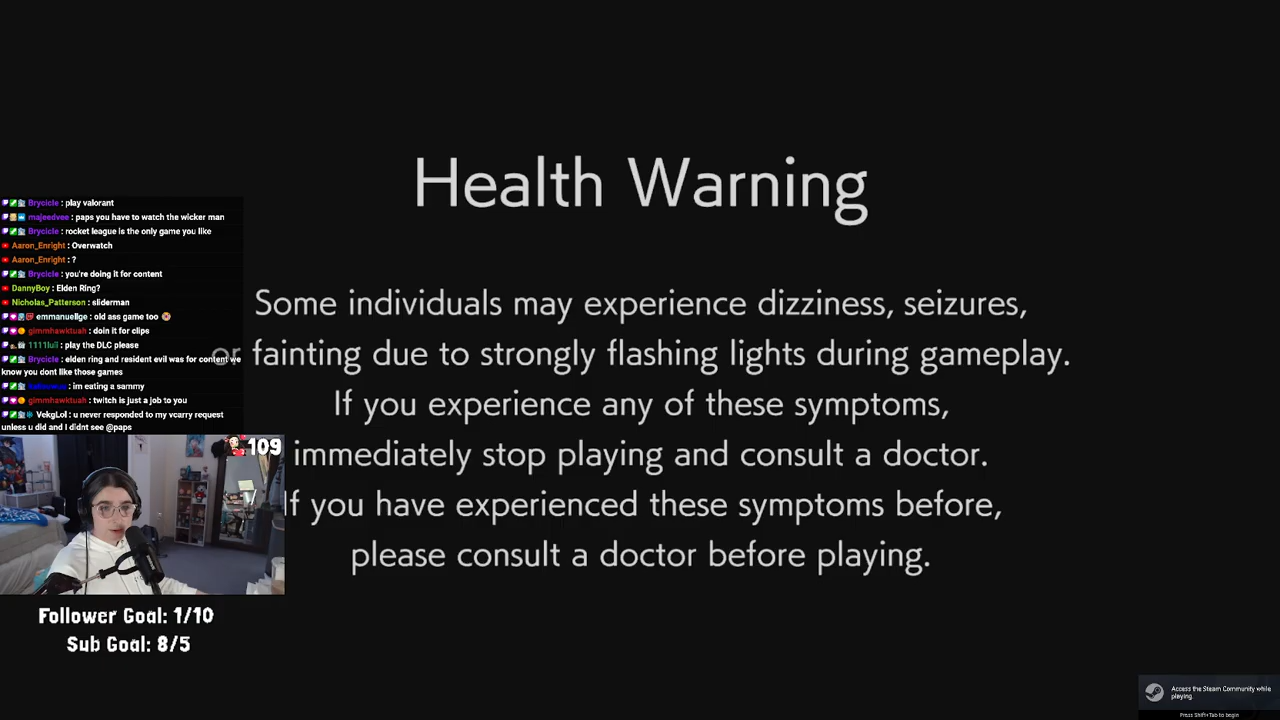 Health Warning
Some individuals may experience dizziness, seizures,
or fainting due to strongly flashing lights during gameplay.
If you experience any of these symptoms,
immediately stop playing and consult a doctor.
If you have experienced these symptoms before,
please consult a doctor before playing.
Brycicle : play valorant
majeedvee : paps you have to watch the wicker man
Brycicle : rocket league is the only game you like
Aaron_Enright : Overwatch
Aaron_Enright : ?
Brycicle : you're doing it for content
DannyBoy : Elden Ring?
Nicholas_Patterson : sliderman
emmanuellge : old ass game too
gimmhawktuah : doin it for clips
: play the DLC please
Brycicle : elden ring and resident evil was for content we
know you dont like those games
: im eating a sammy
gimmhawktuah : twitch is just a job to you
VekgLol : u never responded to my vcarry request
unless u did and I didnt see @paps
109
Follower Goal: 1/10
Sub Goal: 8/5
Access the Steam Community while
playing
Press Shift+Tab to begin